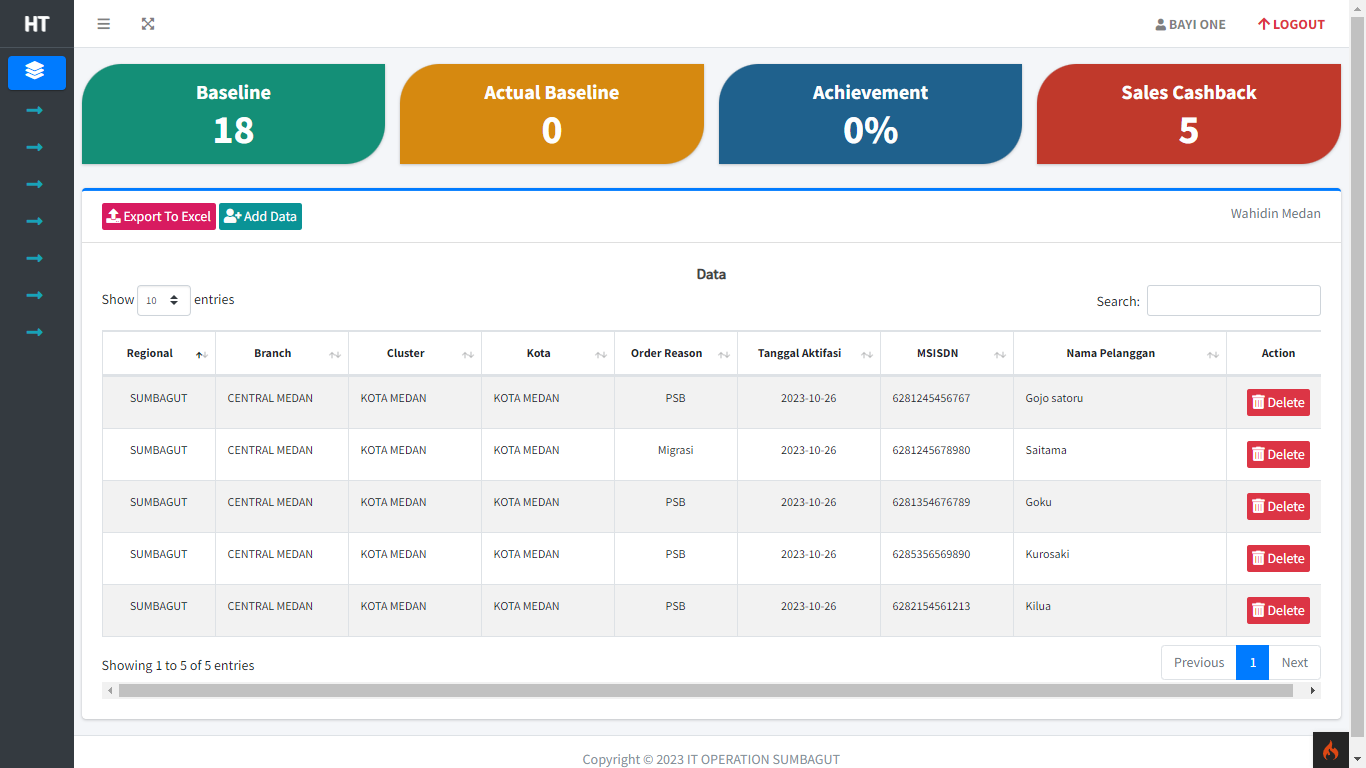 HT
BAYI ONE LOGOUT
Baseline Actual Baseline Achievement Sales Cashback
18 0 0% 5
Export To Excel Add Data Wahidin Medan
Data
Show 10 entries Search:
Regional Branch Cluster Kota Order Reason Tanggal Aktifasi MSISDN Nama Pelanggan Action
SUMBAGUT CENTRAL MEDAN KOTA MEDAN KOTA MEDAN PSB 2023-10-26 6281245456767 Gojo satoru Delete
SUMBAGUT CENTRAL MEDAN KOTA MEDAN KOTA MEDAN Migrasi 2023-10-26 6281245678980 Saitama Delete
SUMBAGUT CENTRAL MEDAN KOTA MEDAN KOTA MEDAN PSB 2023-10-26 6281354676789 Goku Delete
SUMBAGUT CENTRAL MEDAN KOTA MEDAN KOTA MEDAN PSB 2023-10-26 6285356569890 Kurosaki Delete
SUMBAGUT CENTRAL MEDAN KOTA MEDAN KOTA MEDAN PSB 2023-10-26 6282154561213 Kilua Delete
Showing 1 to 5 of 5 entries Previous 1 Next
Copyright © 2023 IT OPERATION SUMBAGUT